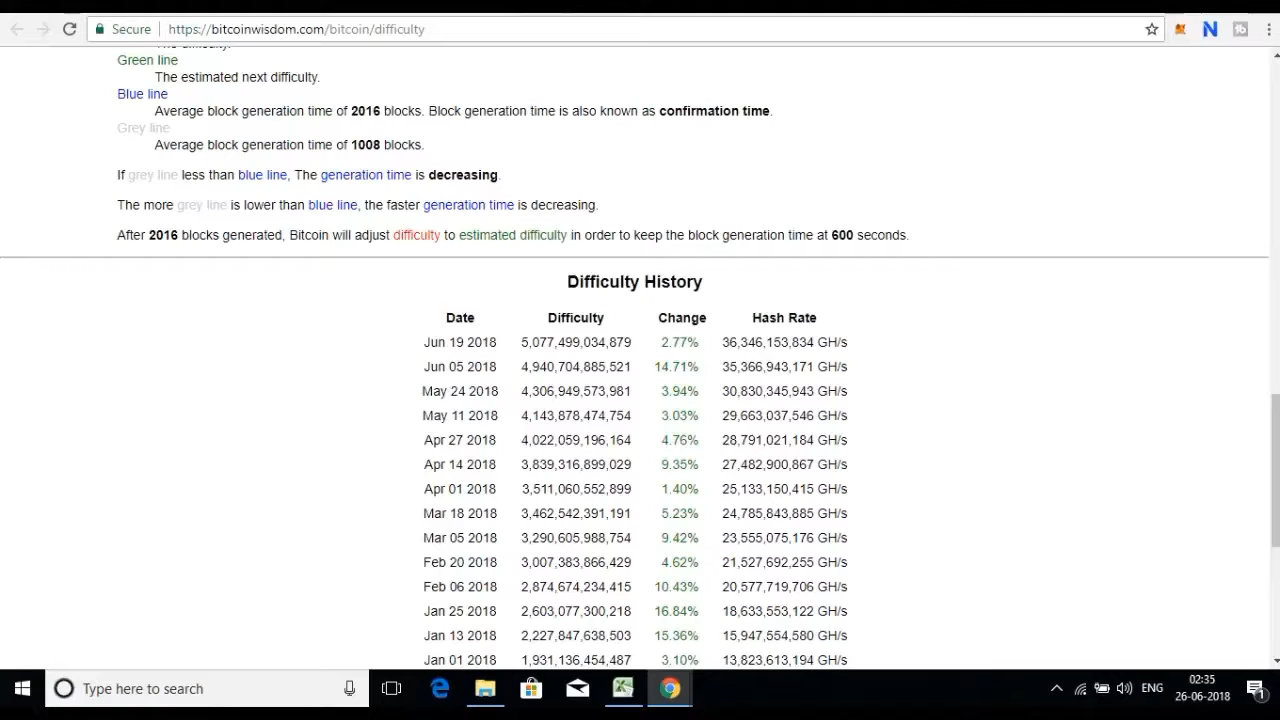 Secure https://bitcoinwisdom.com/bitcoin/difficulty
The difficulty.
Green line
The estimated next difficulty.
Blue line
Average block generation time of 2016 blocks. Block generation time is also known as confirmation time.
Grey line
Average block generation time of 1008 blocks.
If grey line less than blue line, The generation time is decreasing.
The more grey line is lower than blue line, the faster generation time is decreasing.
After 2016 blocks generated, Bitcoin will adjust difficulty to estimated difficulty in order to keep the block generation time at 600 seconds.
Difficulty History
Date Difficulty Change Hash Rate
Jun 19 2018 5,077,499,034,879 2.77% 36,346,153,834 GH/s
Jun 05 2018 4,940,704,885,521 14.71% 35,366,943,171 GH/s
May 24 2018 4,306,949,573,981 3.94% 30,830,345,943 GH/s
May 11 2018 4,143,878,474,754 3.03% 29,663,037,546 GH/s
Apr 27 2018 4,022,059,196,164 4.76% 28,791,021,184 GH/s
Apr 14 2018 3,839,316,899,029 9.35% 27,482,900,867 GH/s
Apr 01 2018 3,511,060,552,899 1.40% 25,133,150,415 GH/s
Mar 18 2018 3,462,542,391,191 5.23% 24,785,843,885 GH/s
Mar 05 2018 3,290,605,988,754 9.42% 23,555,075,176 GH/s
Feb 20 2018 3,007,383,866,429 4.62% 21,527,692,255 GH/s
Feb 06 2018 2,874,674,234,415 10.43% 20,577,719,706 GH/s
Jan 25 2018 2,603,077,300,218 16.84% 18,633,553,122 GH/s
Jan 13 2018 2,227,847,638,503 15.36% 15,947,554,580 GH/s
Jan 01 2018 1,931,136,454,487 3.10% 13,823,613,194 GH/s
Type here to search
ENG
02:35
26-06-2018